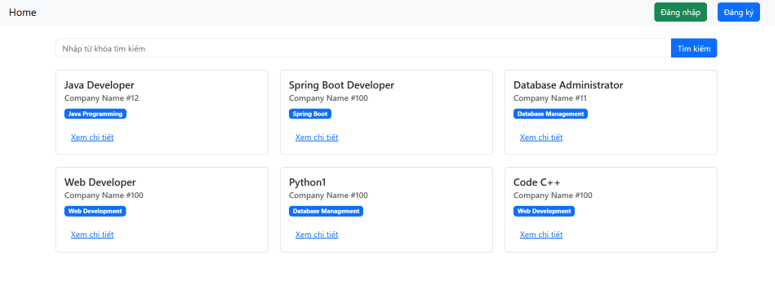 Home Đăng nhập Đăng ký
Nhập từ khóa tìm kiếm Tìm kiếm
Java Developer
Company Name #12
Java Programming
Xem chi tiết
Spring Boot Developer
Company Name #100
Spring Boot
Xem chi tiết
Database Administrator
Company Name #11
Database Management
Xem chi tiết
Web Developer
Company Name #100
Web Development
Xem chi tiết
Python1
Company Name #100
Database Management
Xem chi tiết
Code C++
Company Name #100
Web Development
Xem chi tiết